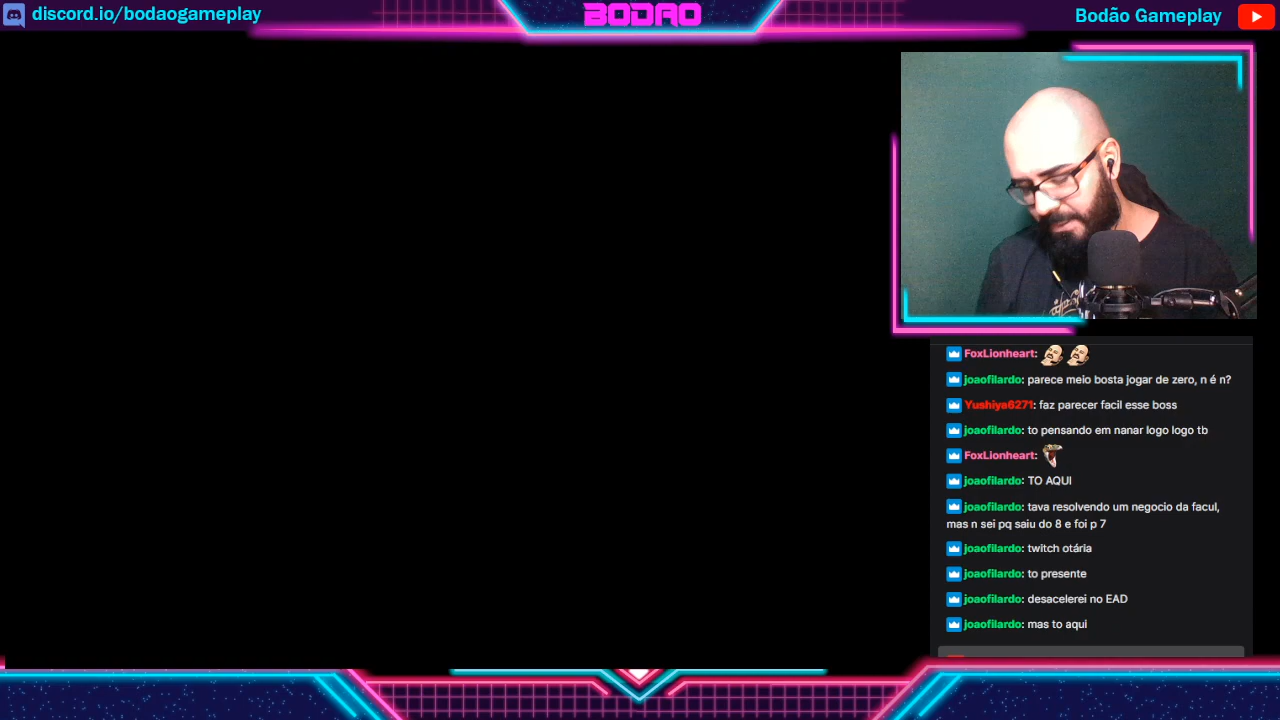 discord.io/bodaogameplay
BODAO
Bodão Gameplay
FoxLionheart:
joaofilardo: parece meio bosta jogar de zero, n é n?
Yushiya6271: faz parecer facil esse boss
joaofilardo: to pensando em nanar logo logo tb
FoxLionheart:
joaofilardo: TO AQUI
joaofilardo: tava resolvendo um negocio da facul,
mas n sei pq saiu do 8 e foi p 7
joaofilardo: twitch otária
joaofilardo: to presente
joaofilardo: desacelerei no EAD
joaofilardo: mas to aqui